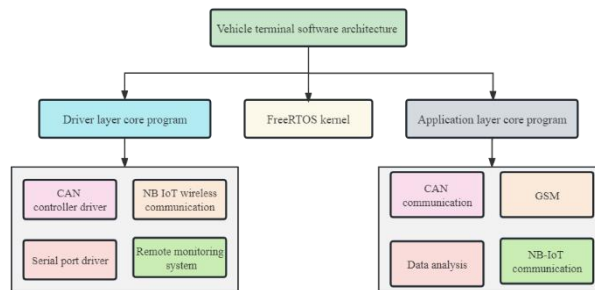 Vehicle terminal software architecture
Driver layer core program
FreeRTOS kernel
Application layer core program
CAN
controller driver
NB IoT wireless
communication
Serial port driver
Remote monitoring
system
CAN
communication
GSM
Data analysis
NB-IoT
communication